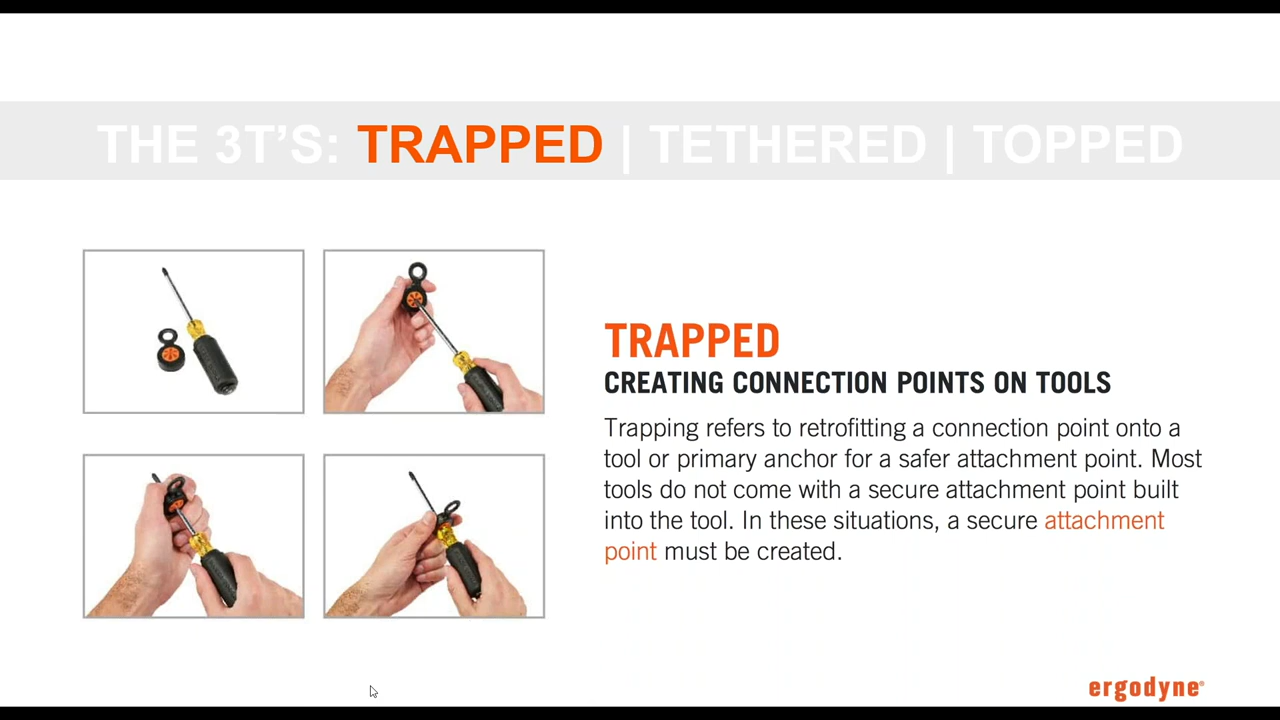 THE 3T'S: TRAPPED | TETHERED | TOPPED
TRAPPED
CREATING CONNECTION POINTS ON TOOLS
Trapping refers to retrofitting a connection point onto a
tool or primary anchor for a safer attachment point. Most
tools do not come with a secure attachment point built
into the tool. In these situations, a secure attachment
point must be created.
ergodyne®